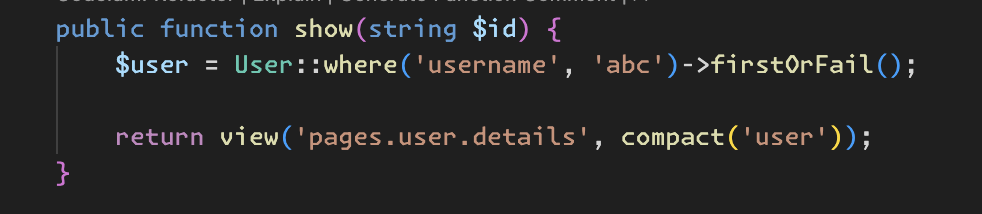 public function show(string $id) {
$user = User::where('username', 'abc')->firstOrFail();
return view('pages.user.details', compact('user'));
}